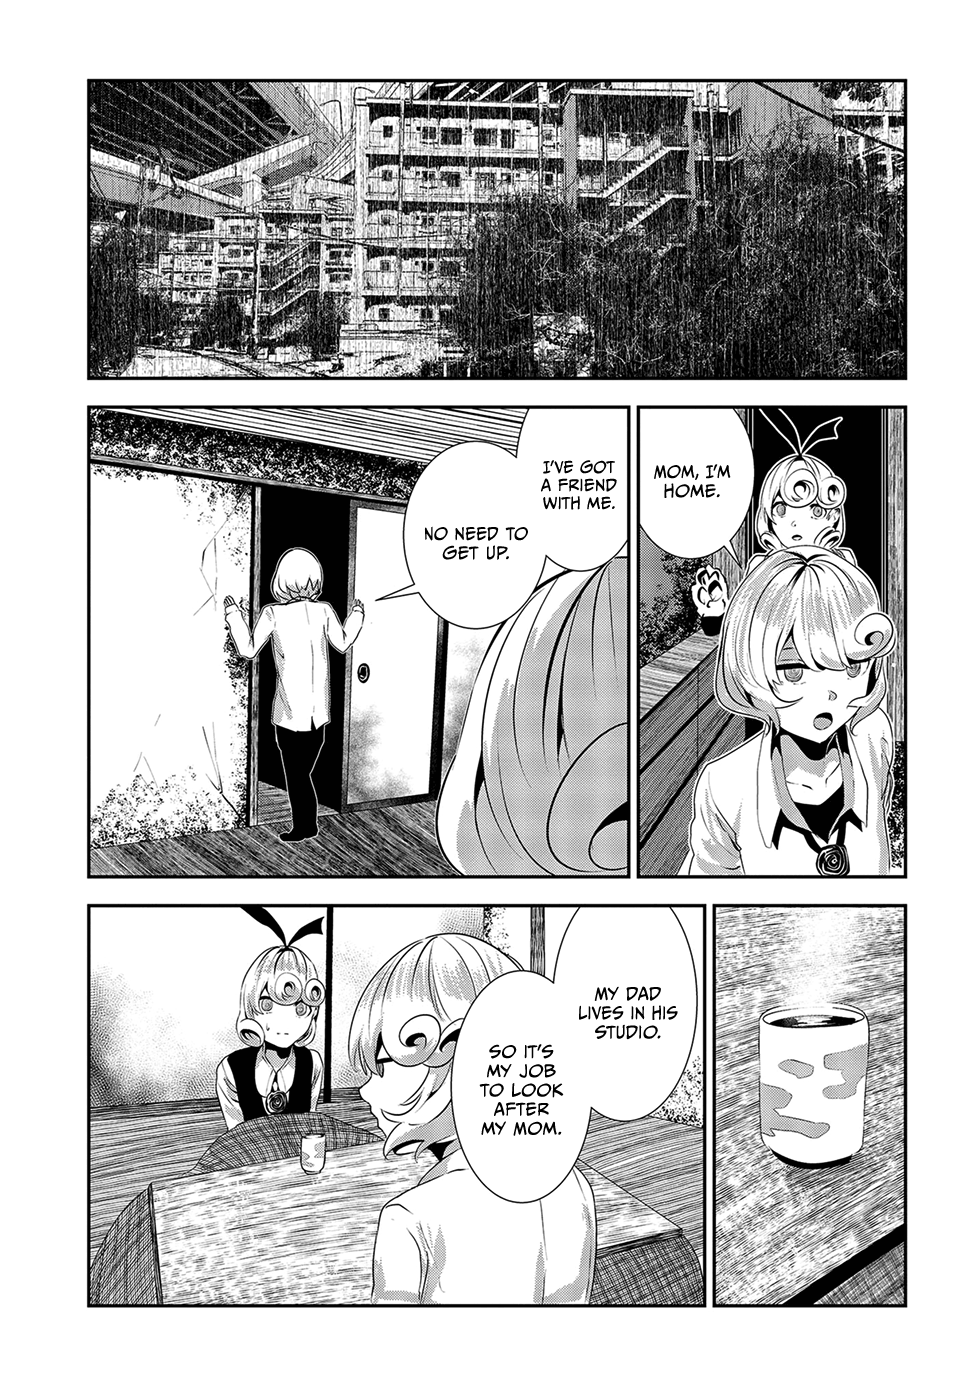 MOM, I'M
HOME.
I'VE GOT
A FRIEND
WITH ME.
NO NEED TO
GET UP.
MY DAD
LIVES IN HIS
STUDIO.
SO IT'S
MY JOB
TO LOOK
AFTER
MY MOM.